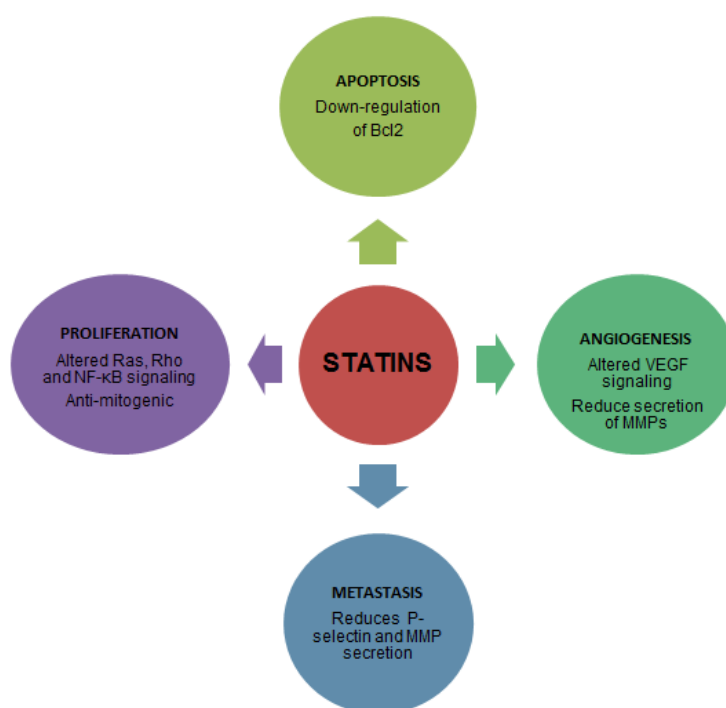 APOPTOSIS
Down-regulation
of Bcl2
PROLIFERATION
Altered Ras, Rho
and NF-κB signaling
Anti-mitogenic
STATINS
ANGIOGENESIS
Altered VEGF
signaling
Reduce secretion
of MMPs
METASTASIS
Reduces P-
selectin and MMP
secretion